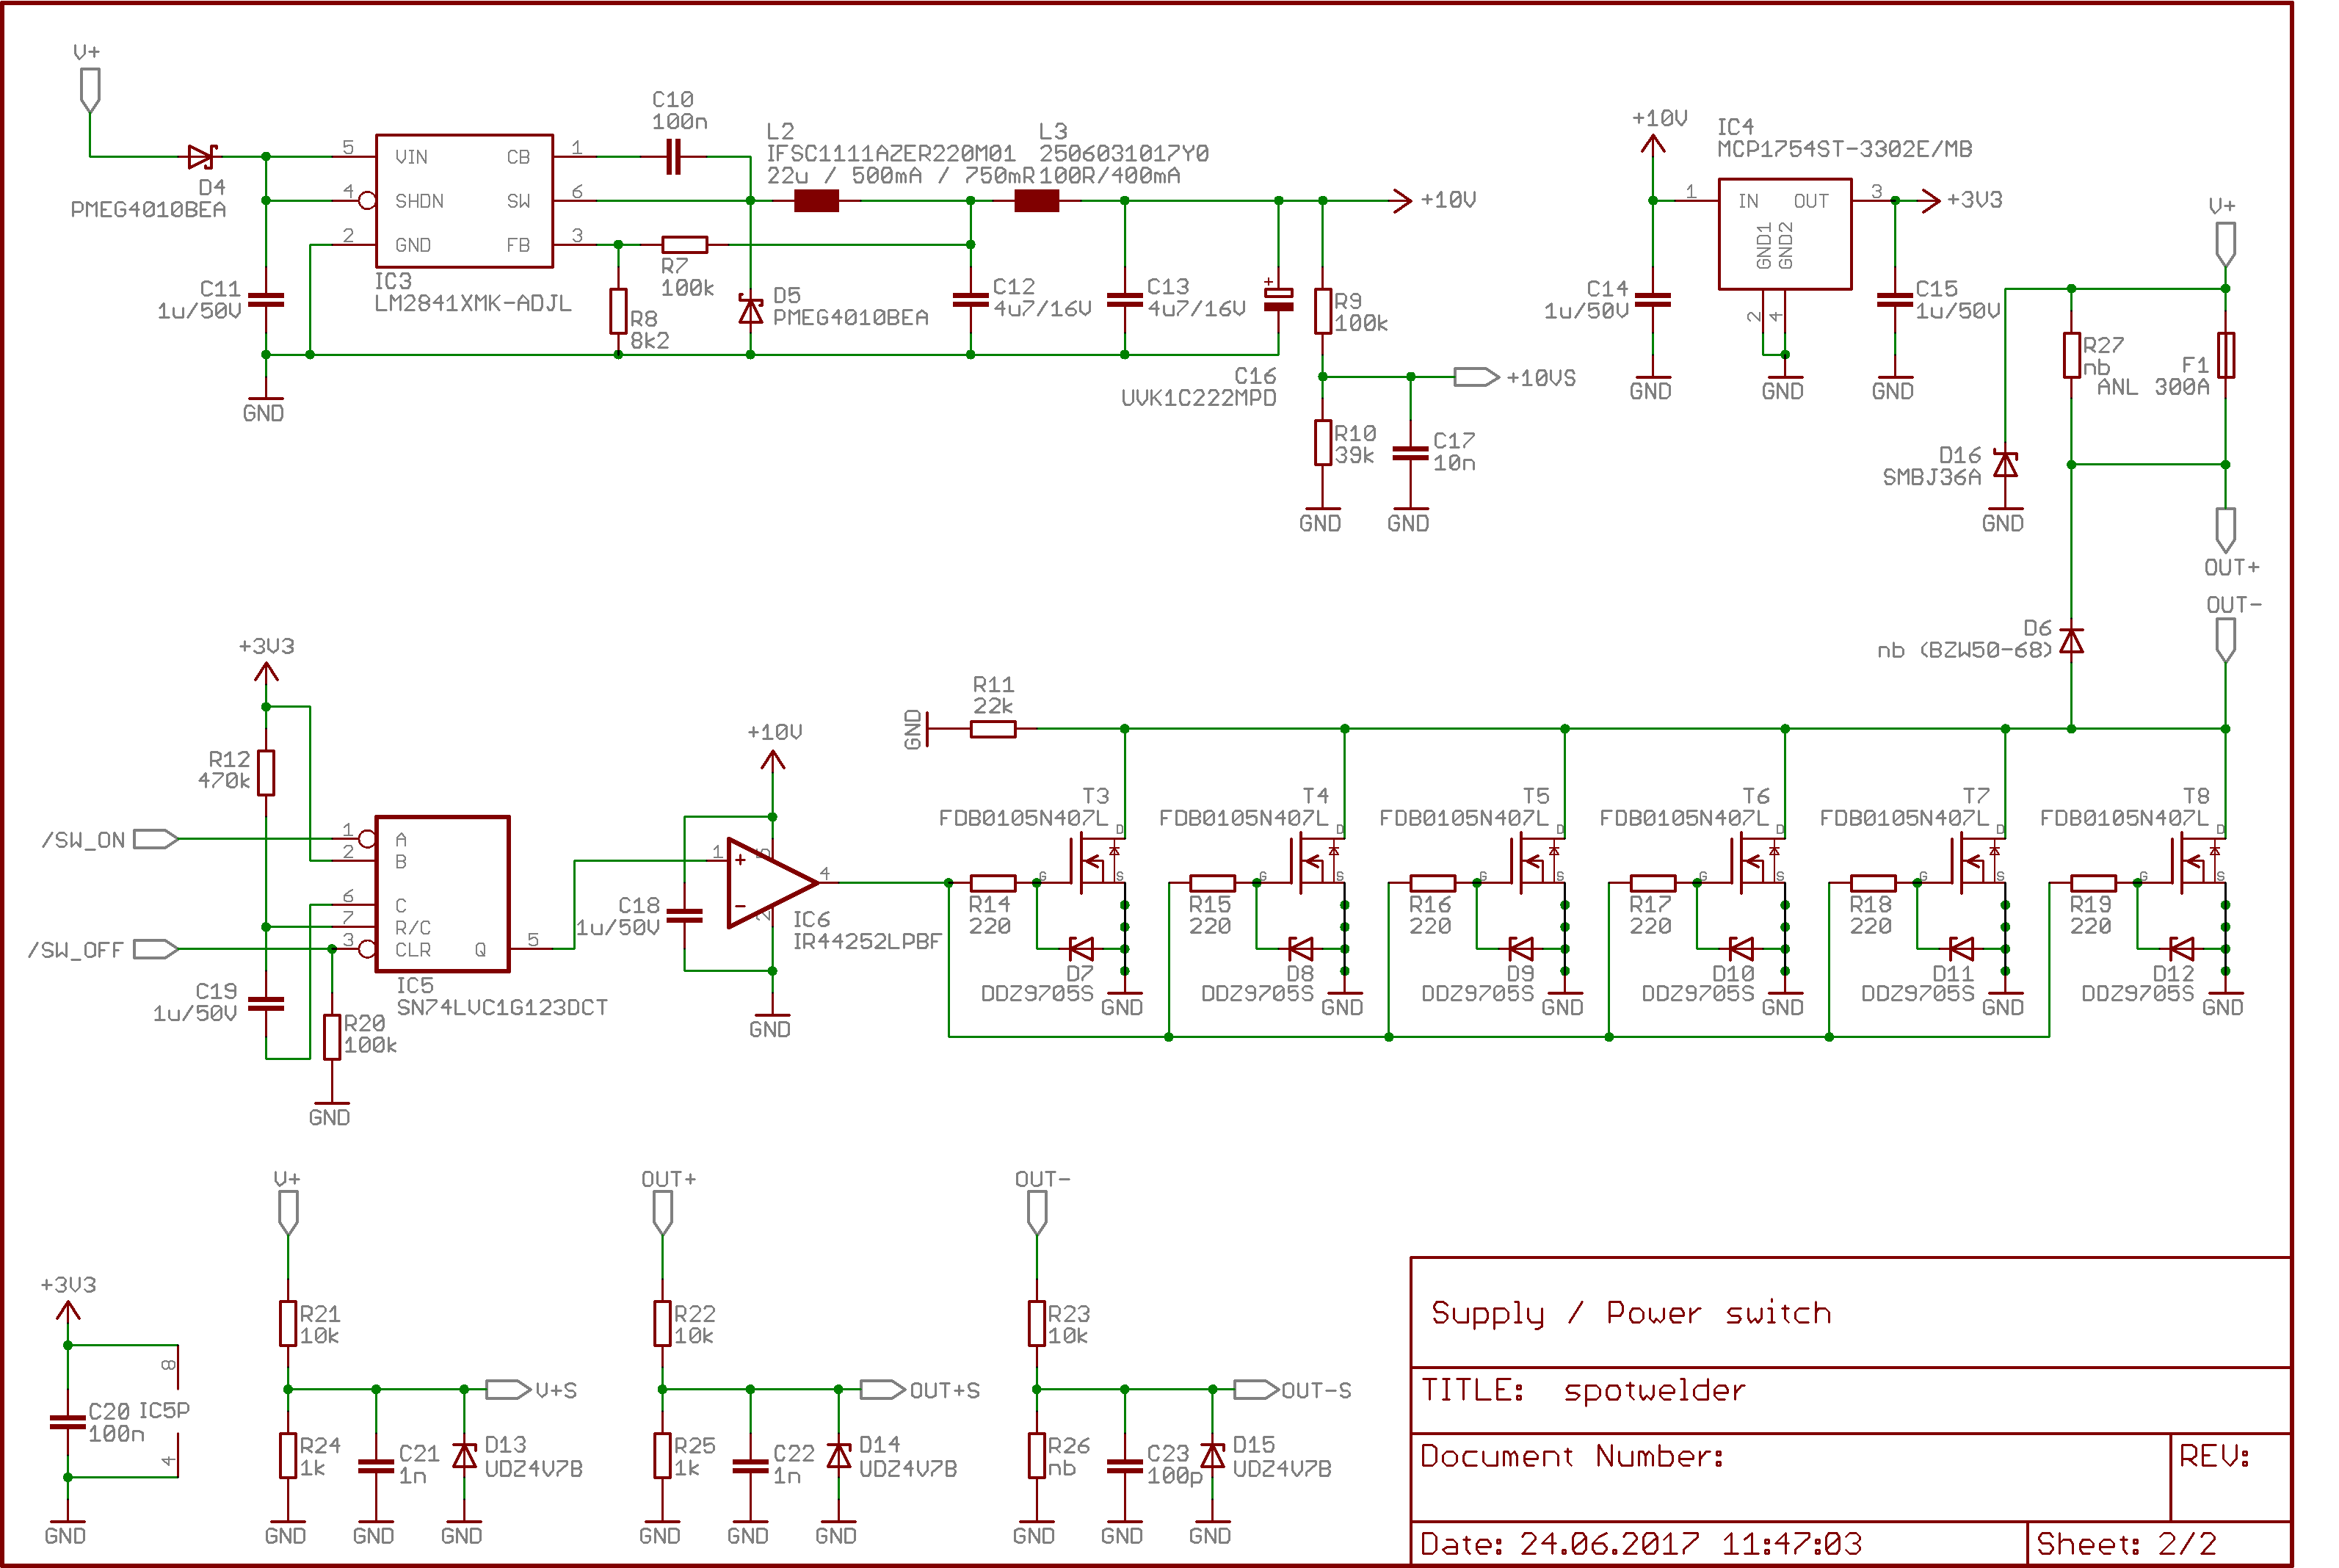 V+
D4
PMEG4010BEA
C11
1u/50V
GND
5
4
2
VIN
SHDN
GND
CB
SW
FB
1
6
3
IC3
LM2841XMK-ADJL
C10
100n
R7
100k
R8
8k2
L2
IFSC1111AZER220M01
22u / 500mA / 750mR
D5
PMEG4010BEA
L3
2506031017Y0
100R/400mA
C12
4u7/16V
C13
4u7/16V
+
C16
UVK1C222MPD
+10V
R9
100k
+10VS
R10
39k
C17
10n
GND
GND
+10V
IC4
MCP1754ST-3302E/MB
1
IN
OUT
3
GND1
GND2
2
4
+3V3
C14
1u/50V
C15
1u/50V
GND
GND
GND
V+
R27
nb
F1
ANL 300A
D16
SMBJ36A
GND
OUT+
OUT-
D6
nb (BZW50-68)
+3V3
R12
470k
/SW_ON
/SW_OFF
1
2
6
7
3
A
B
C
R/C
CLR
Q
5
IC5
SN74LVC1G123DCT
C19
1u/50V
R20
100k
GND
+10V
C18
1u/50V
1
+
-
5
2
4
IC6
IR44252LPBF
GND
GND
R11
22k
T3
FDB0105N407L
D
G
S
R14
220
D7
DDZ9705S
GND
T4
FDB0105N407L
D
G
S
R15
220
D8
DDZ9705S
GND
T5
FDB0105N407L
D
G
S
R16
220
D9
DDZ9705S
GND
T6
FDB0105N407L
D
G
S
R17
220
D10
DDZ9705S
GND
T7
FDB0105N407L
D
G
S
R18
220
D11
DDZ9705S
GND
T8
FDB0105N407L
D
G
S
R19
220
D12
DDZ9705S
GND
+3V3
8
C20
100n
IC5P
4
GND
V+
R21
10k
V+S
R24
1k
C21
1n
D13
UDZ4V7B
GND
GND
GND
OUT+
R22
10k
OUT+S
R25
1k
C22
1n
D14
UDZ4V7B
GND
GND
GND
OUT-
R23
10k
OUT-S
R26
nb
C23
100p
D15
UDZ4V7B
GND
GND
GND
Supply / Power switch
TITLE: spotwelder
Document Number:
REV:
Date: 24.06.2017 11:47:03
Sheet: 2/2